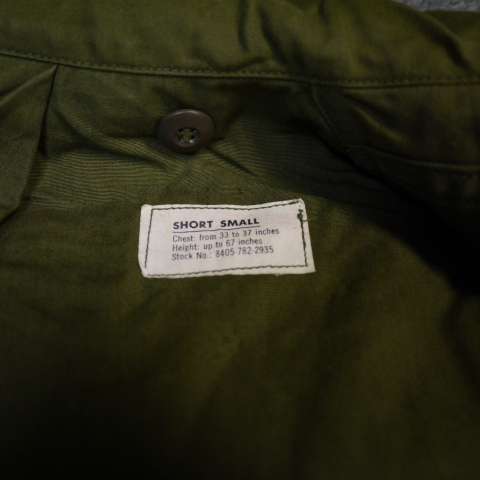 SHORT SMALL
Chest: from 33 to 37 inches
Height: up to 67 inches
Stock No.: 8405-782-2935